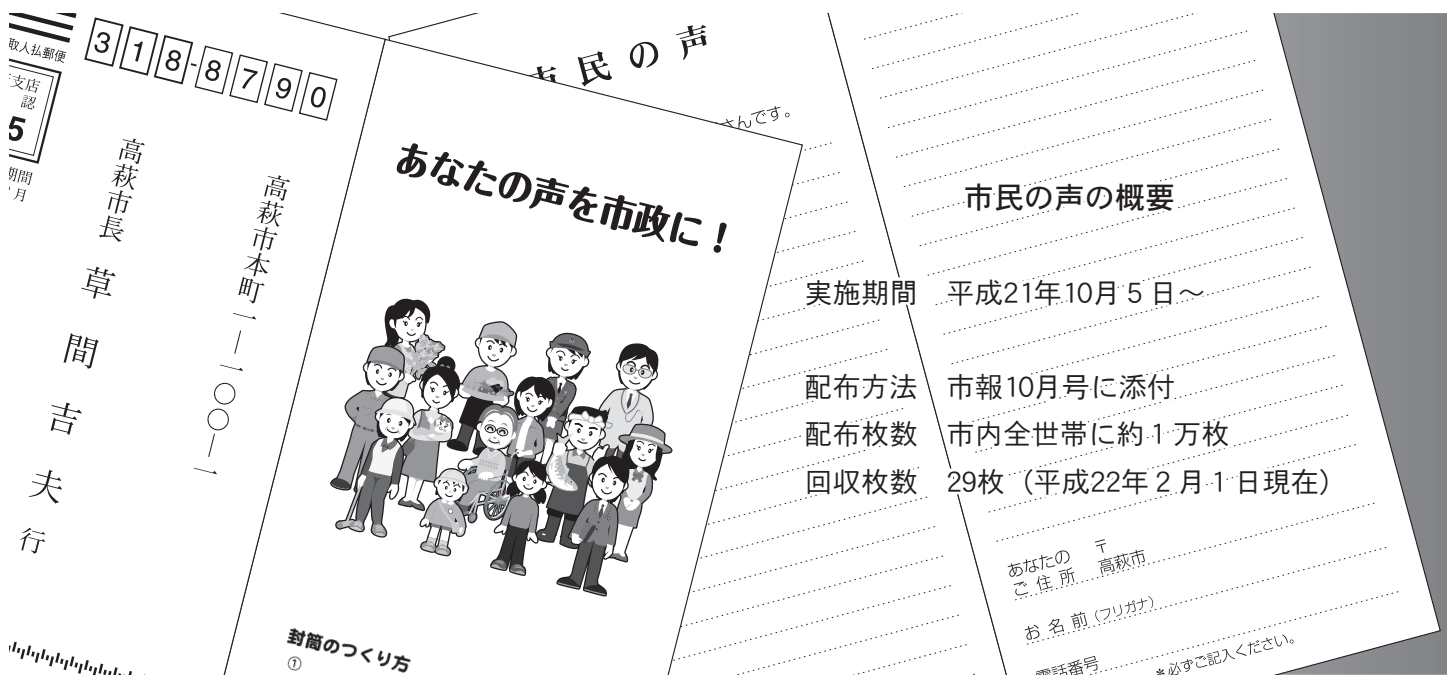 取人払郵便
支店
認
5
期間
月
318-8790
高萩市本町一―一〇〇―一
高萩市長 草間吉夫 行
あなたの声を市政に！
封筒のつくり方
①
市民の声
さんです。
市民の声の概要
実施期間 平成21年10月5日～
配布方法 市報10月号に添付
配布枚数 市内全世帯に約1万枚
回収枚数 29枚（平成22年2月1日現在）
あなたの
ご住所 〒
高萩市
お名前（フリガナ）
電話番号
*必ずご記入ください。